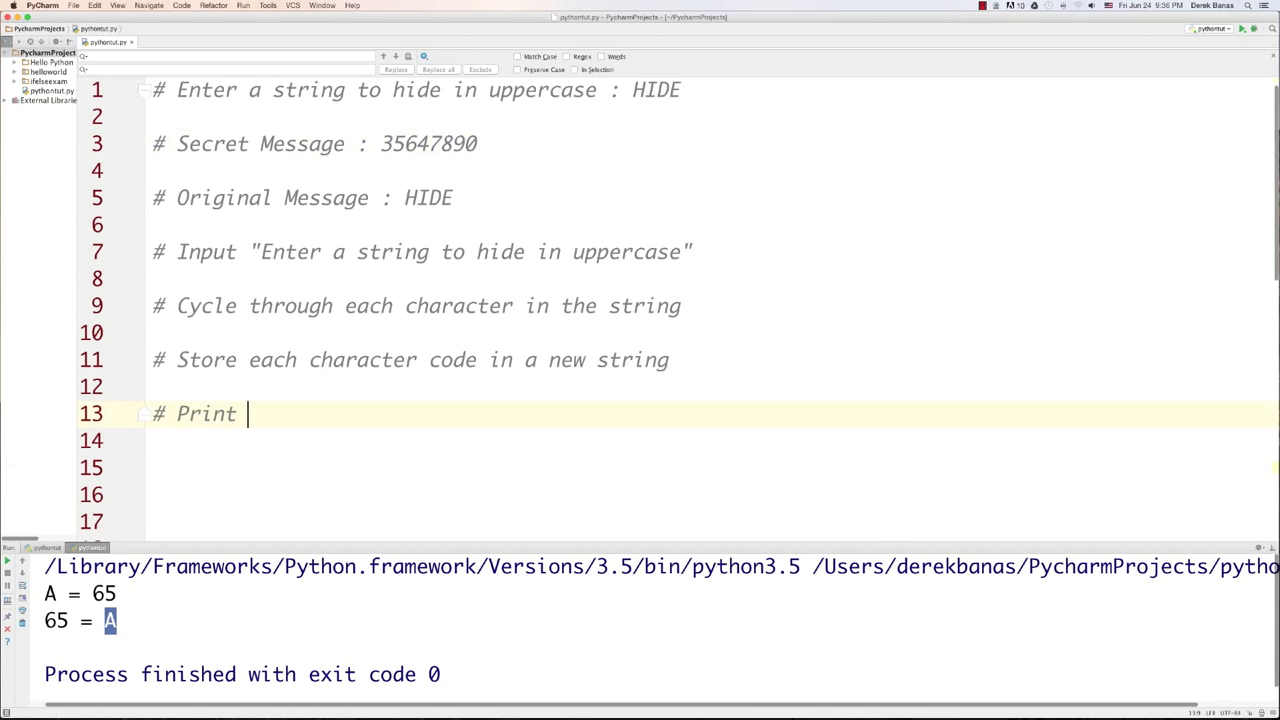 PyCharm File Edit View Navigate Code Refactor Run Tools VCS Window Help Fri Jun 24 9:36 PM Derek Banas
pythontut.py - PycharmProjects - [~/PycharmProjects]
PycharmProjects pythontut.py pythontut
pythontut.py
PycharmProject
Hello Python
helloworld
ifelseexam
pythontut.py
External Librarie
Match Case Regex Words
Replace Replace all Exclude Preserve Case In Selection
1 # Enter a string to hide in uppercase : HIDE
2
3 # Secret Message : 35647890
4
5 # Original Message : HIDE
6
7 # Input "Enter a string to hide in uppercase"
8
9 # Cycle through each character in the string
10
11 # Store each character code in a new string
12
13 # Print
14
15
16
17
Run: pythontut pythontut
/Library/Frameworks/Python.framework/Versions/3.5/bin/python3.5 /Users/derekbanas/PycharmProjects/pytho
A = 65
65 = A
Process finished with exit code 0
13:9 LF≑ UTF-8≑